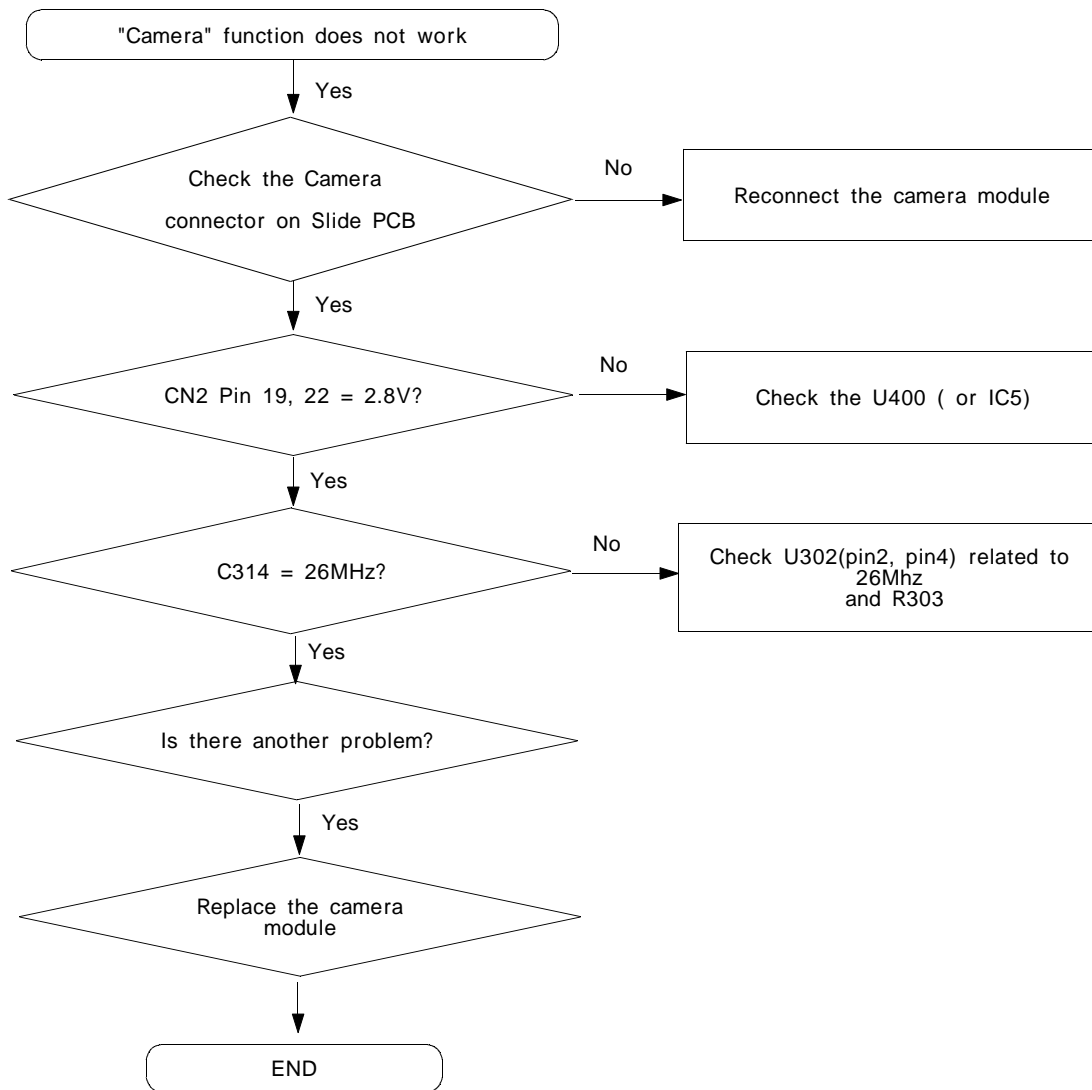 "Camera" function does not work
Yes
Check the Camera
connector on Slide PCB
No
Reconnect the camera module
Yes
CN2 Pin 19, 22 = 2.8V?
No
Check the U400 ( or IC5)
Yes
C314 = 26MHz?
No
Check U302(pin2, pin4) related to
26Mhz
and R303
Yes
Is there another problem?
Yes
Replace the camera
module
END